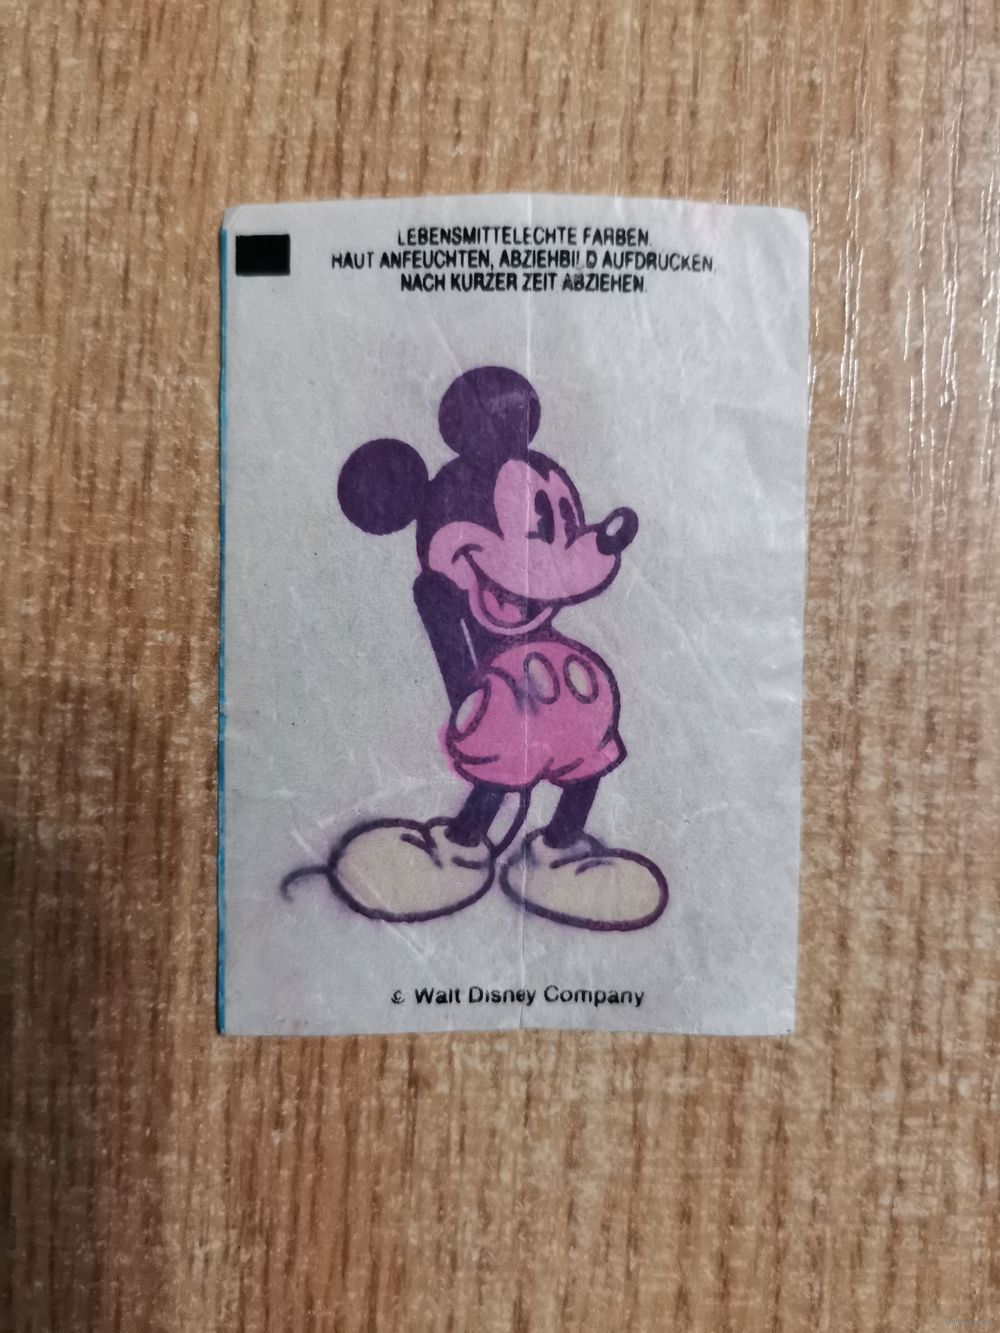 LEBENSMITTELECHTE FARBEN.
HAUT ANFEUCHTEN, ABZIEHBILD AUFDRUCKEN,
NACH KURZER ZEIT ABZIEHEN.
© Walt Disney Company